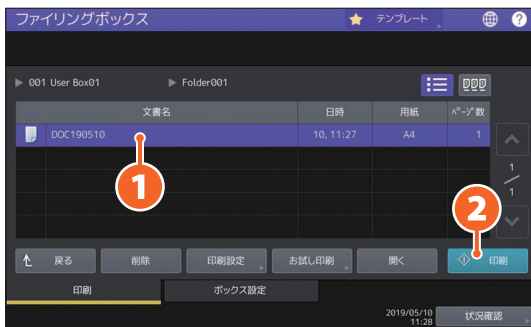 ファイリングボックス
テンプレート
?
001 User Box01
Folder001
文書名 日時 用紙 ページ数
DOC190510 10, 11:27 A4 1
1
1
1
2
戻る 削除 印刷設定 お試し印刷 開く 印刷
印刷 ボックス設定
2019/05/10
11:28
状況確認